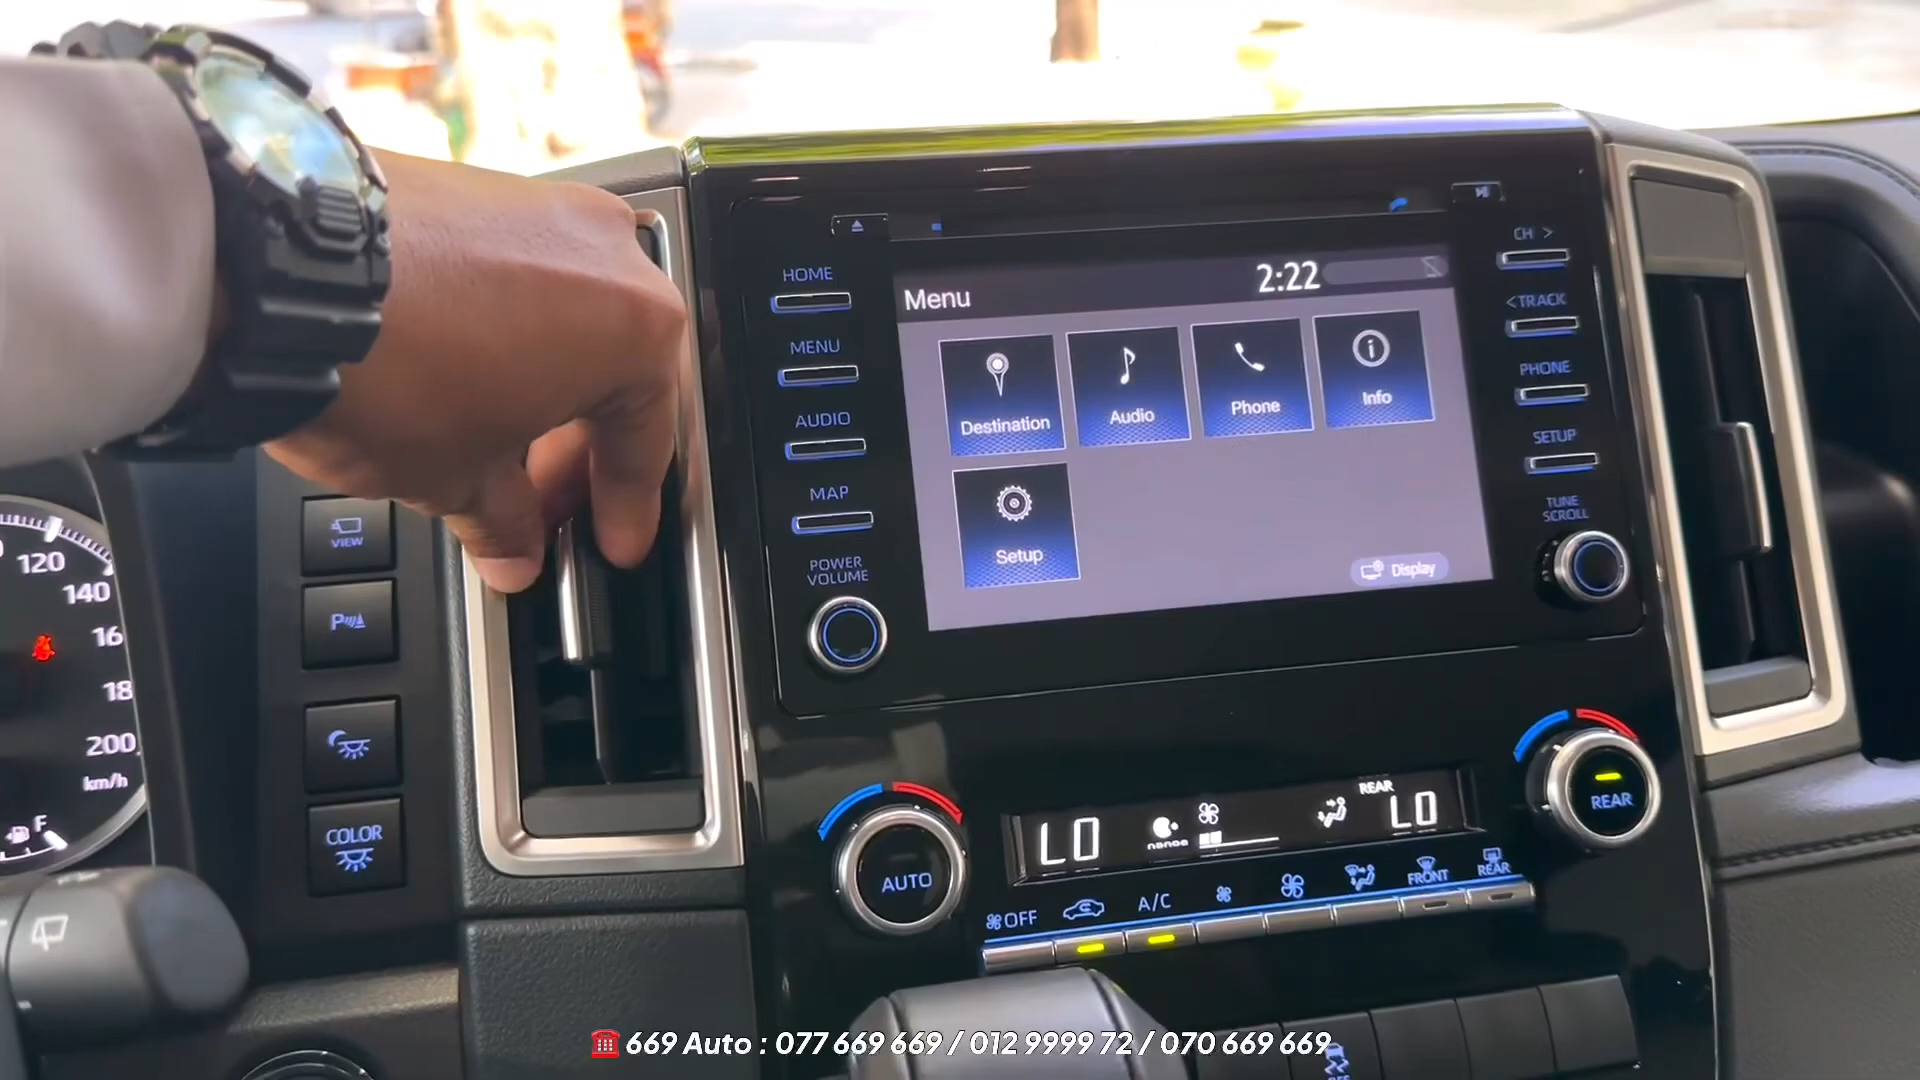 HOME
MENU
AUDIO
MAP
POWER
VOLUME
Menu
2:22
Destination
Audio
Phone
Info
Setup
Display
CH >
<TRACK
PHONE
SETUP
TUNE
SCROLL
120
140
16
18
200
km/h
F
VIEW
P
COLOR
AUTO
LO
REAR
LO
REAR
OFF
A/C
FRONT
REAR
OFF
669 Auto : 077 669 669 / 012 9999 72 / 070 669 669